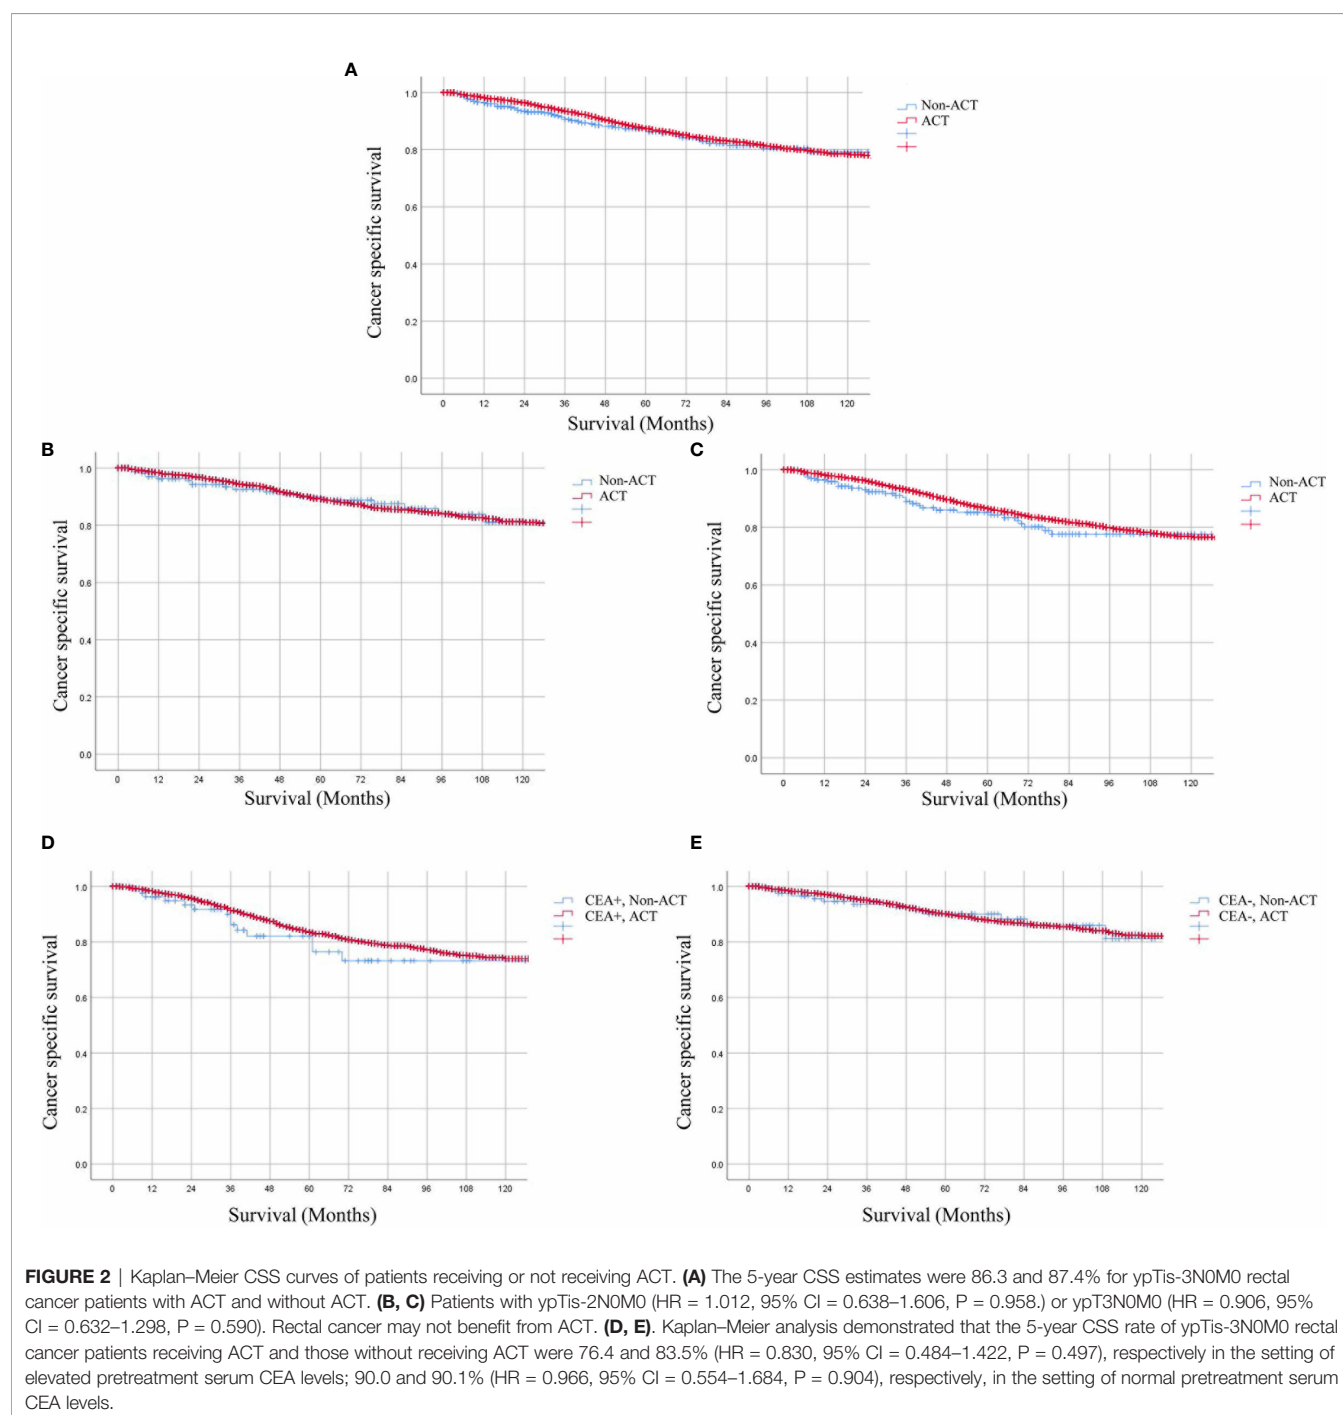 A
1.0
0.8
0.6
0.4
0.2
0.0
Cancer specific survival
0 12 24 36 48 60 72 84 96 108 120
Survival (Months)
Non-ACT
ACT
B
1.0
0.8
0.6
0.4
0.2
0.0
Cancer specific survival
0 12 24 36 48 60 72 84 96 108 120
Survival (Months)
Non-ACT
ACT
C
1.0
0.8
0.6
0.4
0.2
0.0
Cancer specific survival
0 12 24 36 48 60 72 84 96 108 120
Survival (Months)
Non-ACT
ACT
D
1.0
0.8
0.6
0.4
0.2
0.0
Cancer specific survival
0 12 24 36 48 60 72 84 96 108 120
Survival (Months)
CEA+, Non-ACT
CEA+, ACT
E
1.0
0.8
0.6
0.4
0.2
0.0
Cancer specific survival
0 12 24 36 48 60 72 84 96 108 120
Survival (Months)
CEA-, Non-ACT
CEA-, ACT
FIGURE 2 | Kaplan–Meier CSS curves of patients receiving or not receiving ACT. (A) The 5-year CSS estimates were 86.3 and 87.4% for ypTis-3N0M0 rectal
cancer patients with ACT and without ACT. (B, C) Patients with ypTis-2N0M0 (HR = 1.012, 95% CI = 0.638–1.606, P = 0.958.) or ypT3N0M0 (HR = 0.906, 95%
CI = 0.632–1.298, P = 0.590). Rectal cancer may not benefit from ACT. (D, E). Kaplan–Meier analysis demonstrated that the 5-year CSS rate of ypTis-3N0M0 rectal
cancer patients receiving ACT and those without receiving ACT were 76.4 and 83.5% (HR = 0.830, 95% CI = 0.484–1.422, P = 0.497), respectively in the setting of
elevated pretreatment serum CEA levels; 90.0 and 90.1% (HR = 0.966, 95% CI = 0.554–1.684, P = 0.904), respectively, in the setting of normal pretreatment serum
CEA levels.